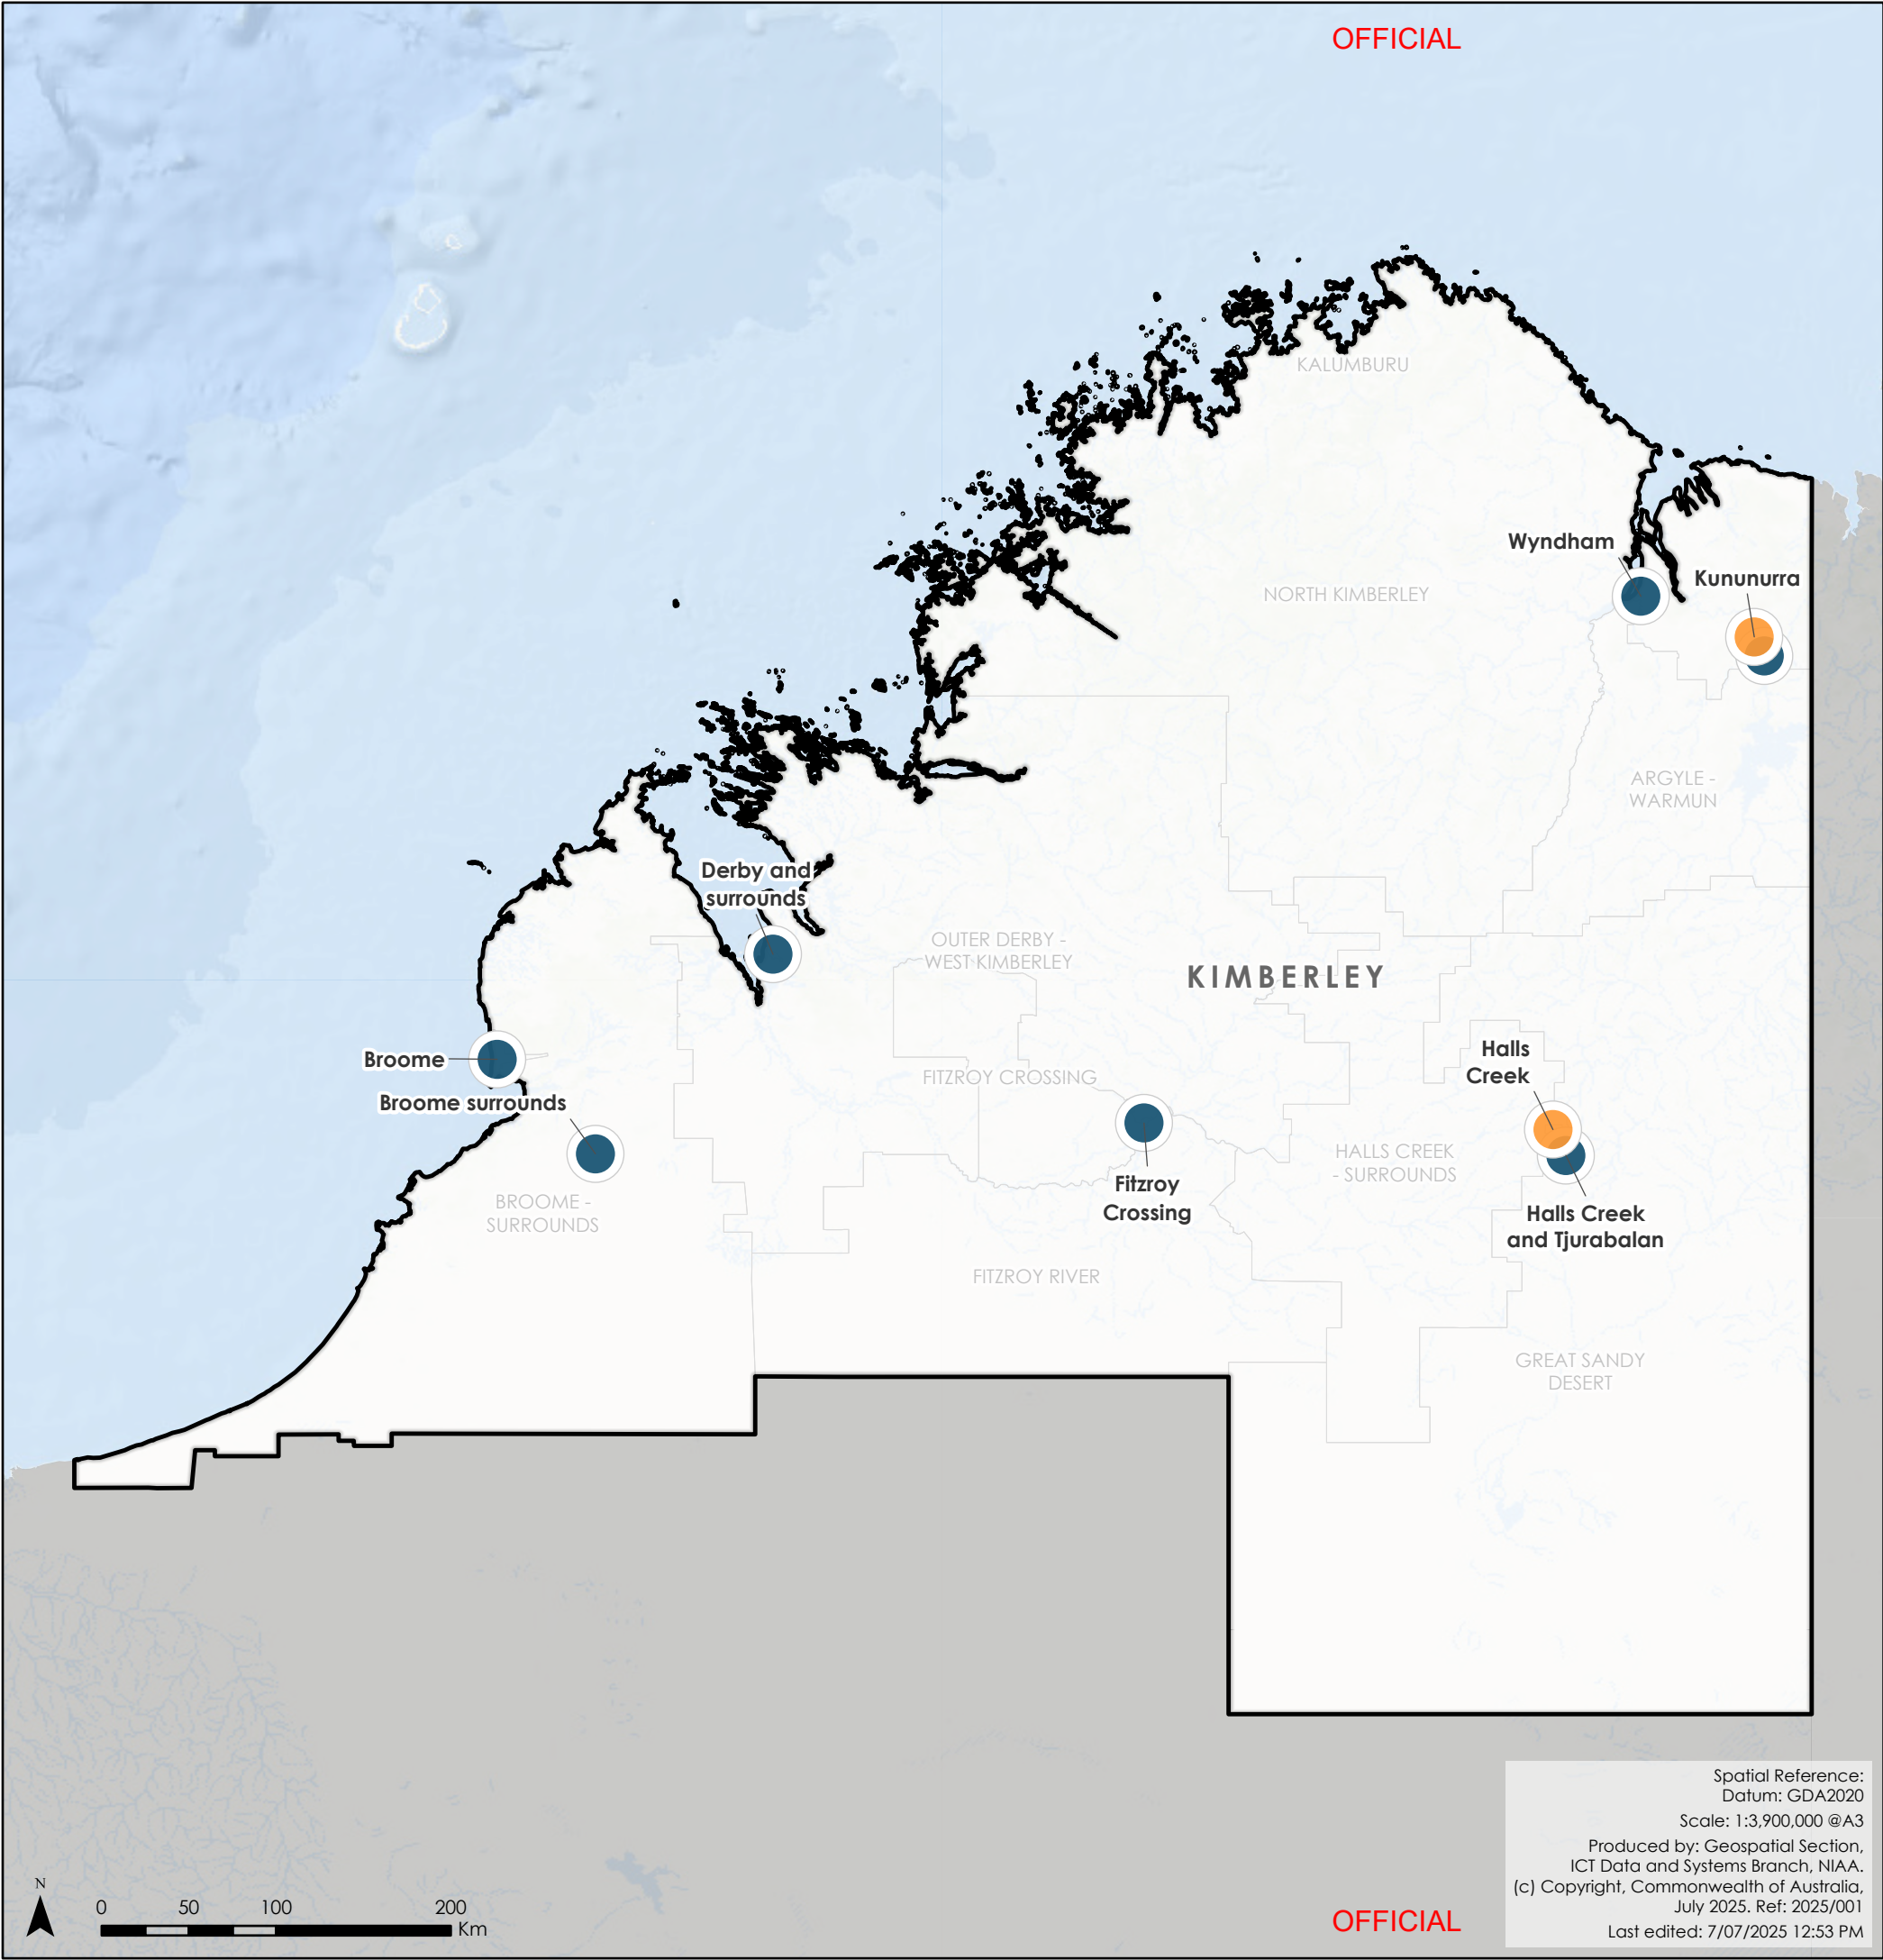 OFFICIAL
KALUMBURU
Wyndham
Kununurra
NORTH KIMBERLEY
ARGYLE -
WARMUN
Derby and
surrounds
OUTER DERBY -
WEST KIMBERLEY
KIMBERLEY
Broome
Halls
Creek
FITZROY CROSSING
Broome surrounds
HALLS CREEK
- SURROUNDS
Fitzroy
Crossing
BROOME -
SURROUNDS
Halls Creek
and Tjurabalan
FITZROY RIVER
GREAT SANDY
DESERT
Spatial Reference:
Datum: GDA2020
Scale: 1:3,900,000 @A3
Produced by: Geospatial Section,
ICT Data and Systems Branch, NIAA.
(c) Copyright, Commonwealth of Australia,
July 2025. Ref: 2025/001
Last edited: 7/07/2025 12:53 PM
N
0 50 100 200
Km
OFFICIAL